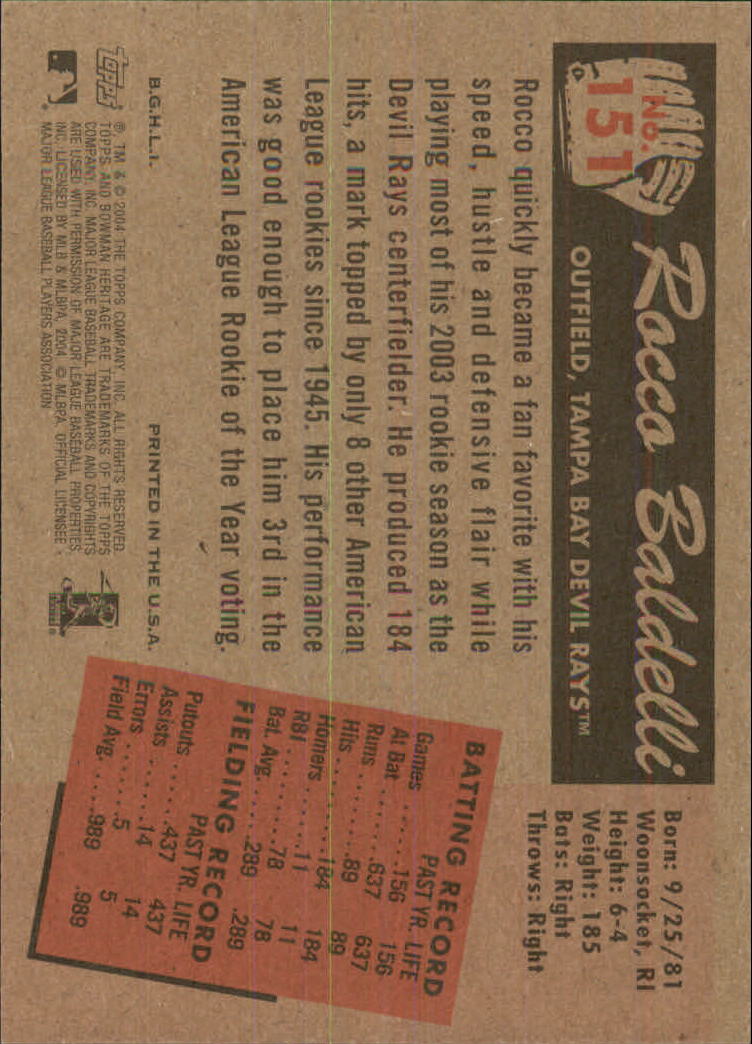 No.
151
Rocco Baldelli
OUTFIELD, TAMPA BAY DEVIL RAYS™
Born: 9/25/81
Woonsocket, RI
Height: 6-4
Weight: 185
Bats: Right
Throws: Right
Rocco quickly became a fan favorite with his
speed, hustle and defensive flair while
playing most of his 2003 rookie season as the
Devil Rays centerfielder. He produced 184
hits, a mark topped by only 8 other American
League rookies since 1945. His performance
was good enough to place him 3rd in the
American League Rookie of the Year voting.
BATTING RECORD
PAST YR. LIFE
Games .....156 156
At Bat .......637 637
Runs ........89 89
Hits .........184 184
Homers ......11 11
RBI .........78 78
Bat. Avg. .....289 .289
FIELDING RECORD
PAST YR. LIFE
Putouts .....437 437
Assists ......14 14
Errors .......5 5
Field Avg. ....989 .989
B.G.H.L.I. PRINTED IN THE U.S.A.
Topps
®, TM & © 2004 THE TOPPS COMPANY, INC. ALL RIGHTS RESERVED.
TOPPS AND BOWMAN HERITAGE ARE TRADEMARKS OF THE TOPPS
COMPANY, INC. MAJOR LEAGUE BASEBALL TRADEMARKS AND COPYRIGHTS
ARE USED WITH PERMISSION OF MAJOR LEAGUE BASEBALL PROPERTIES,
INC. LICENSED BY MLB & MLBPA, 2004. © MLBPA, OFFICIAL LICENSEE -
MAJOR LEAGUE BASEBALL PLAYERS ASSOCIATION